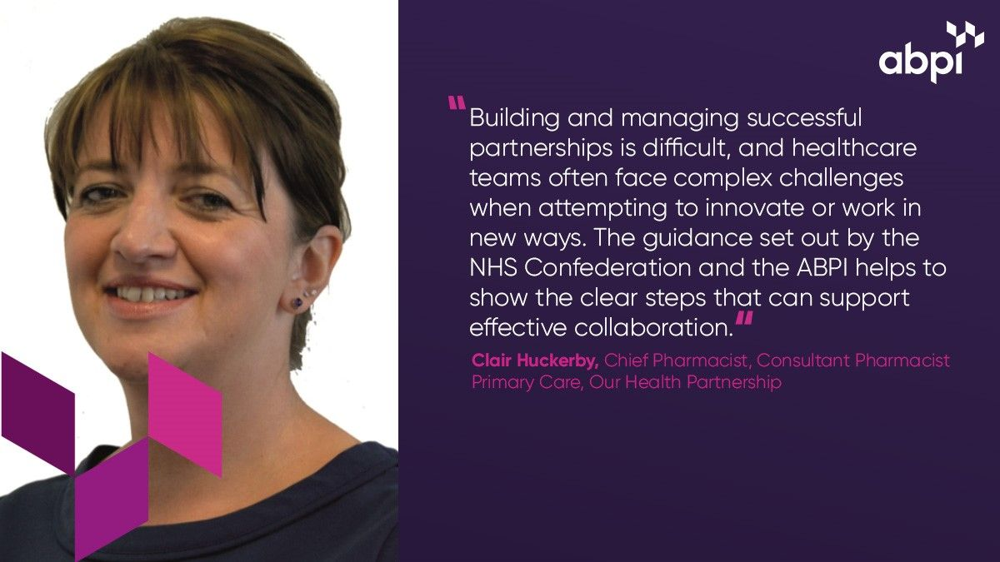 abpi
“Building and managing successful
partnerships is difficult, and healthcare
teams often face complex challenges
when attempting to innovate or work in
new ways. The guidance set out by the
NHS Confederation and the ABPI helps to
show the clear steps that can support
effective collaboration.”
Clair Huckerby, Chief Pharmacist, Consultant Pharmacist
Primary Care, Our Health Partnership